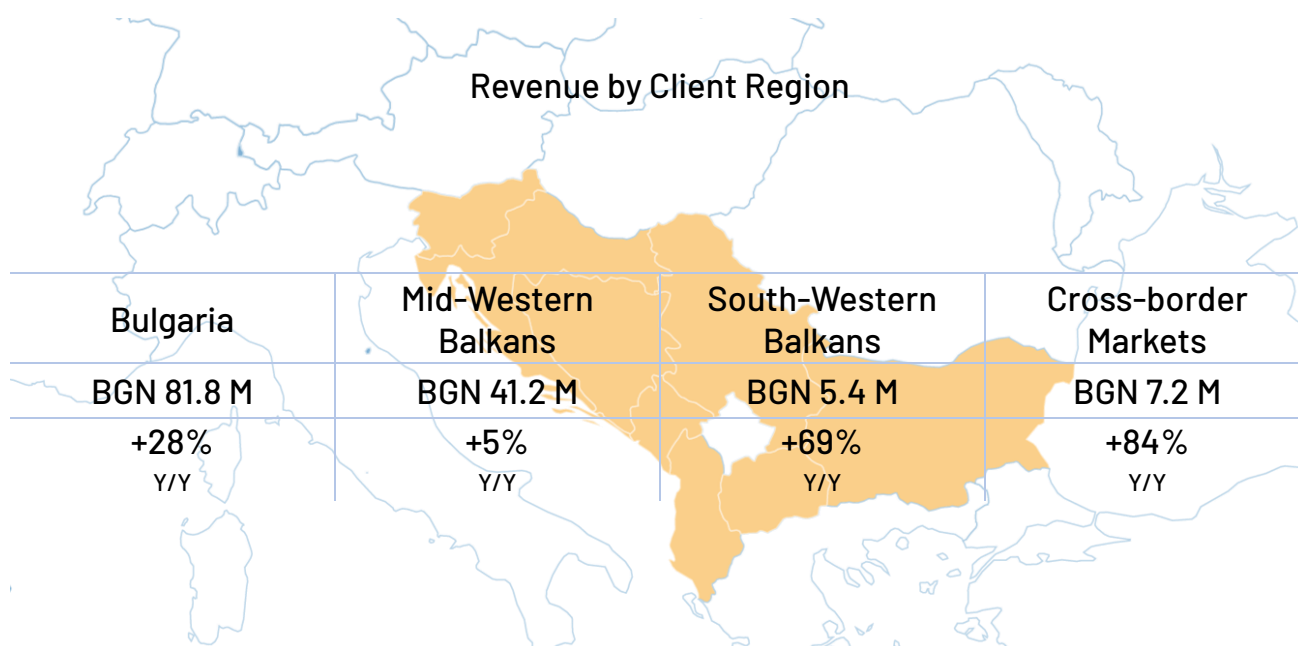 Revenue by Client Region
Bulgaria
Mid-Western
Balkans
South-Western
Balkans
Cross-border
Markets
BGN 81.8 M
BGN 41.2 M
BGN 5.4 M
BGN 7.2 M
+28%
+5%
+69%
+84%
Y/Y
Y/Y
Y/Y
Y/Y